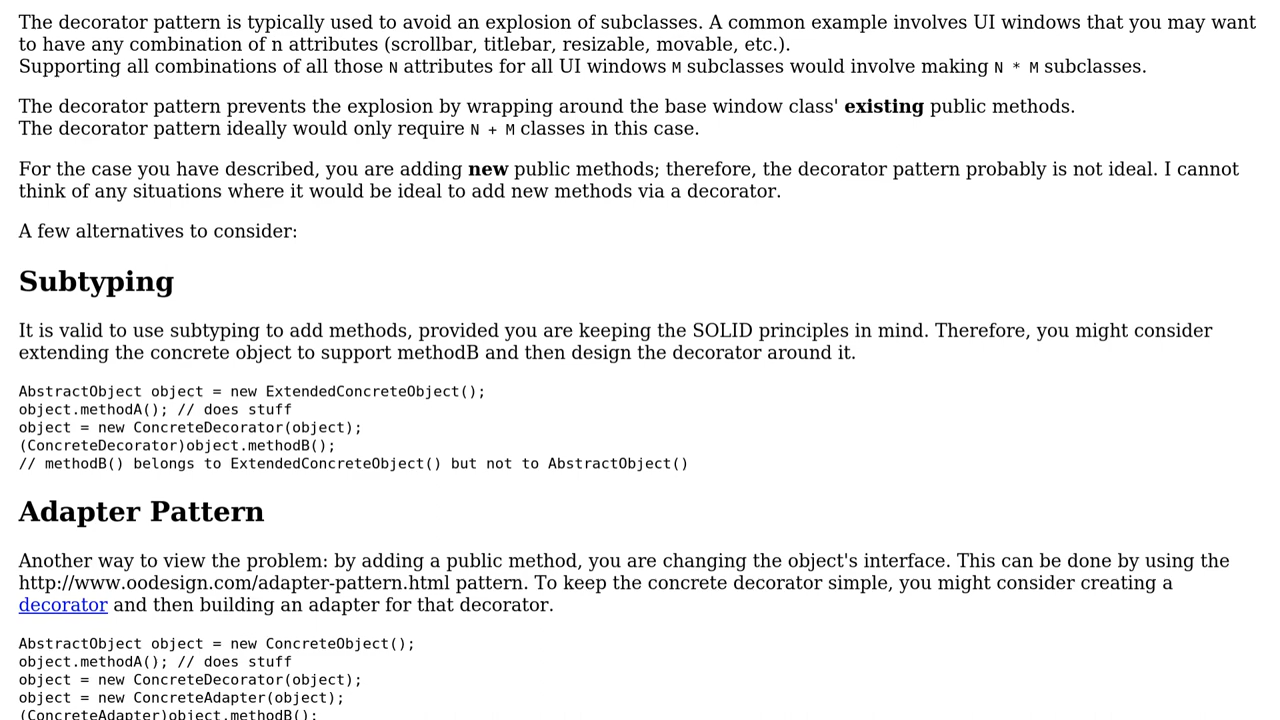 The decorator pattern is typically used to avoid an explosion of subclasses. A common example involves UI windows that you may want
to have any combination of n attributes (scrollbar, titlebar, resizable, movable, etc.).
Supporting all combinations of all those N attributes for all UI windows M subclasses would involve making N * M subclasses.
The decorator pattern prevents the explosion by wrapping around the base window class' existing public methods.
The decorator pattern ideally would only require N + M classes in this case.
For the case you have described, you are adding new public methods; therefore, the decorator pattern probably is not ideal. I cannot
think of any situations where it would be ideal to add new methods via a decorator.
A few alternatives to consider:
Subtyping
It is valid to use subtyping to add methods, provided you are keeping the SOLID principles in mind. Therefore, you might consider
extending the concrete object to support methodB and then design the decorator around it.
AbstractObject object = new ExtendedConcreteObject();
object.methodA(); // does stuff
object = new ConcreteDecorator(object);
(ConcreteDecorator)object.methodB();
// methodB() belongs to ExtendedConcreteObject() but not to AbstractObject()
Adapter Pattern
Another way to view the problem: by adding a public method, you are changing the object's interface. This can be done by using the
http://www.oodesign.com/adapter-pattern.html pattern. To keep the concrete decorator simple, you might consider creating a
decorator and then building an adapter for that decorator.
AbstractObject object = new ConcreteObject();
object.methodA(); // does stuff
object = new ConcreteDecorator(object);
object = new ConcreteAdapter(object);
(ConcreteAdapter)object.methodB();